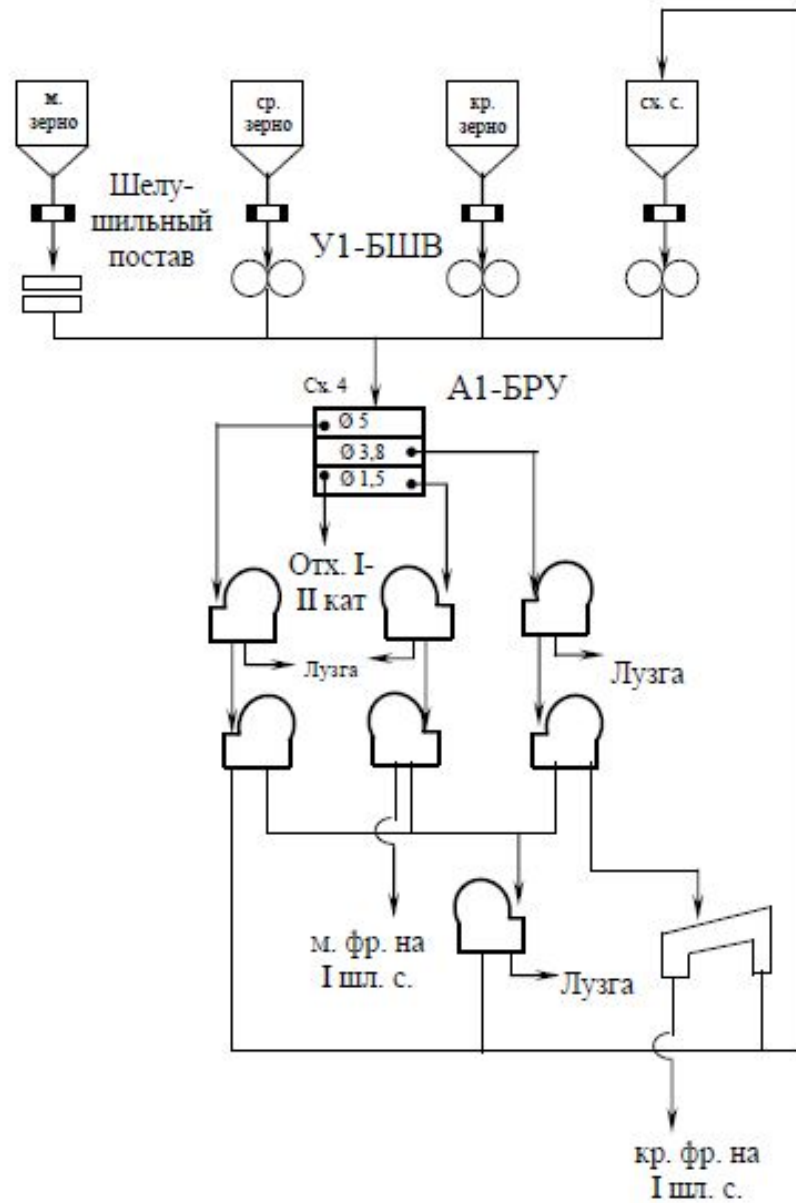 м.
зерно
ср.
зерно
кр.
зерно
сх. с.
Шелу-
шильный
постав
У1-БШВ
Сх. 4
А1-БРУ
Ø 5
Ø 3,8
Ø 1,5
Отх. I-
II кат
Лузга
Лузга
м. фр. на
I шл. с.
Лузга
кр. фр. на
I шл. с.